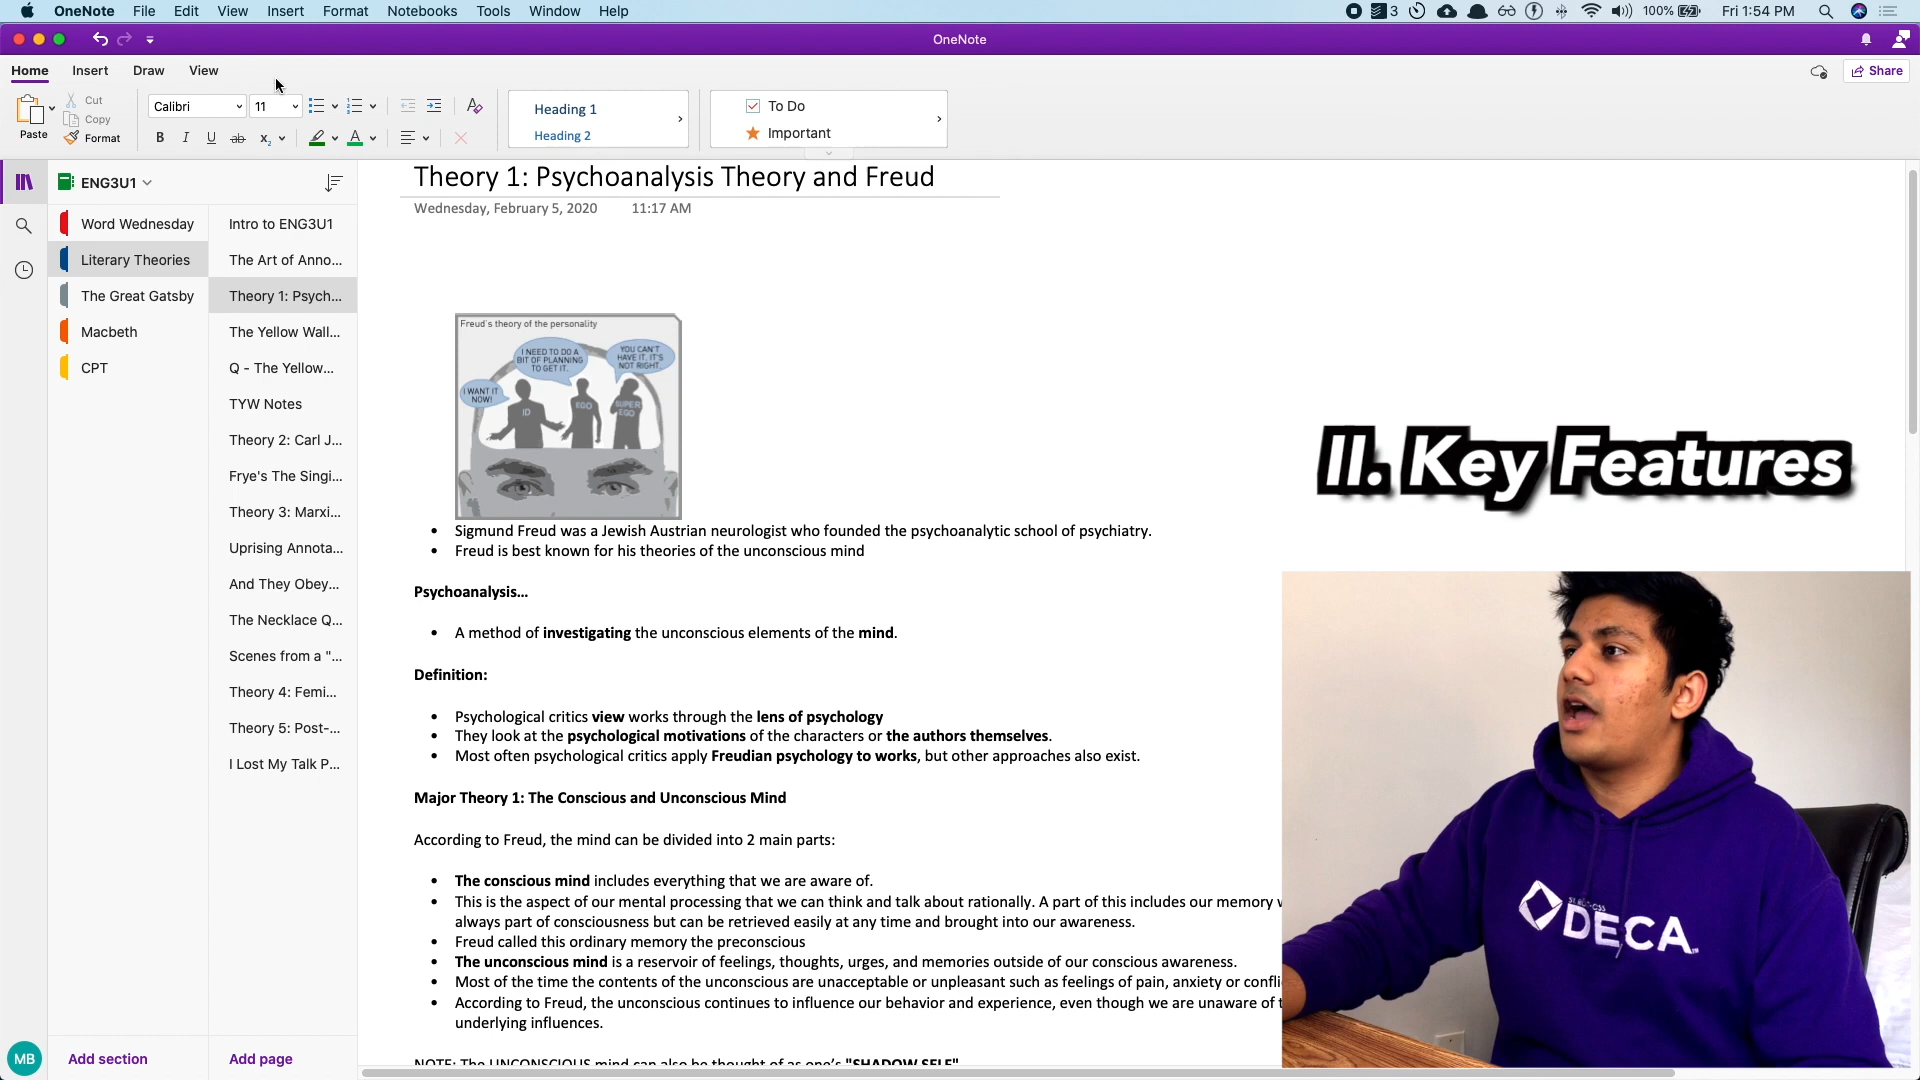 OneNote File Edit View Insert Format Notebooks Tools Window Help
3 100% Fri 1:54 PM
OneNote
Home Insert Draw View
Share
Paste
Cut
Copy
Format
Calibri 11
B I U ab x₂ A
Heading 1
Heading 2
To Do
Important
ENG3U1
Word Wednesday
Literary Theories
The Great Gatsby
Macbeth
CPT
Intro to ENG3U1
The Art of Anno...
Theory 1: Psych...
The Yellow Wall...
Q - The Yellow...
TYW Notes
Theory 2: Carl J...
Frye's The Singi...
Theory 3: Marxi...
Uprising Annota...
And They Obey...
The Necklace Q...
Scenes from a "...
Theory 4: Femi...
Theory 5: Post-...
I Lost My Talk P...
MB
Add section
Add page
Theory 1: Psychoanalysis Theory and Freud
Wednesday, February 5, 2020 11:17 AM
Freud's theory of the personality
I WANT IT
NOW!
I NEED TO DO A
BIT OF PLANNING
TO GET IT.
YOU CAN'T
HAVE IT. IT'S
NOT RIGHT..
ID
EGO
SUPER
EGO
• Sigmund Freud was a Jewish Austrian neurologist who founded the psychoanalytic school of psychiatry.
• Freud is best known for his theories of the unconscious mind
Psychoanalysis...
• A method of investigating the unconscious elements of the mind.
Definition:
• Psychological critics view works through the lens of psychology
• They look at the psychological motivations of the characters or the authors themselves.
• Most often psychological critics apply Freudian psychology to works, but other approaches also exist.
Major Theory 1: The Conscious and Unconscious Mind
According to Freud, the mind can be divided into 2 main parts:
• The conscious mind includes everything that we are aware of.
• This is the aspect of our mental processing that we can think and talk about rationally. A part of this includes our memory
always part of consciousness but can be retrieved easily at any time and brought into our awareness.
• Freud called this ordinary memory the preconscious
• The unconscious mind is a reservoir of feelings, thoughts, urges, and memories outside of our conscious awareness.
• Most of the time the contents of the unconscious are unacceptable or unpleasant such as feelings of pain, anxiety or confli
• According to Freud, the unconscious continues to influence our behavior and experience, even though we are unaware of t
underlying influences.
NOTE: The UNCONSCIOUS mind can also be thought of as one's "SHADOW SELF"
II. Key Features
DECA